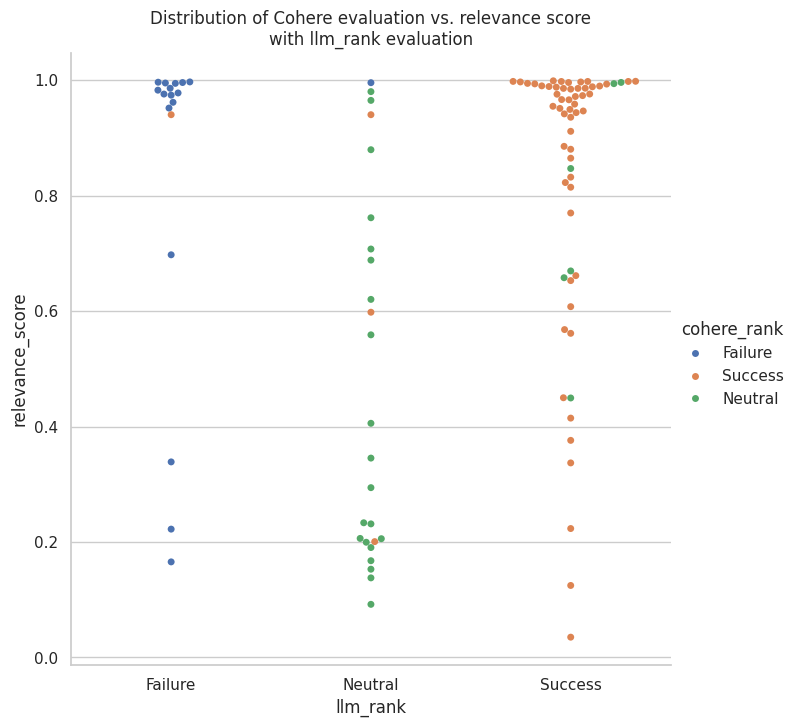 Distribution of Cohere evaluation vs. relevance score
with llm_rank evaluation
relevance_score
1.0
0.8
0.6
0.4
0.2
0.0
Failure
Neutral
Success
llm_rank
cohere_rank
Failure
Success
Neutral